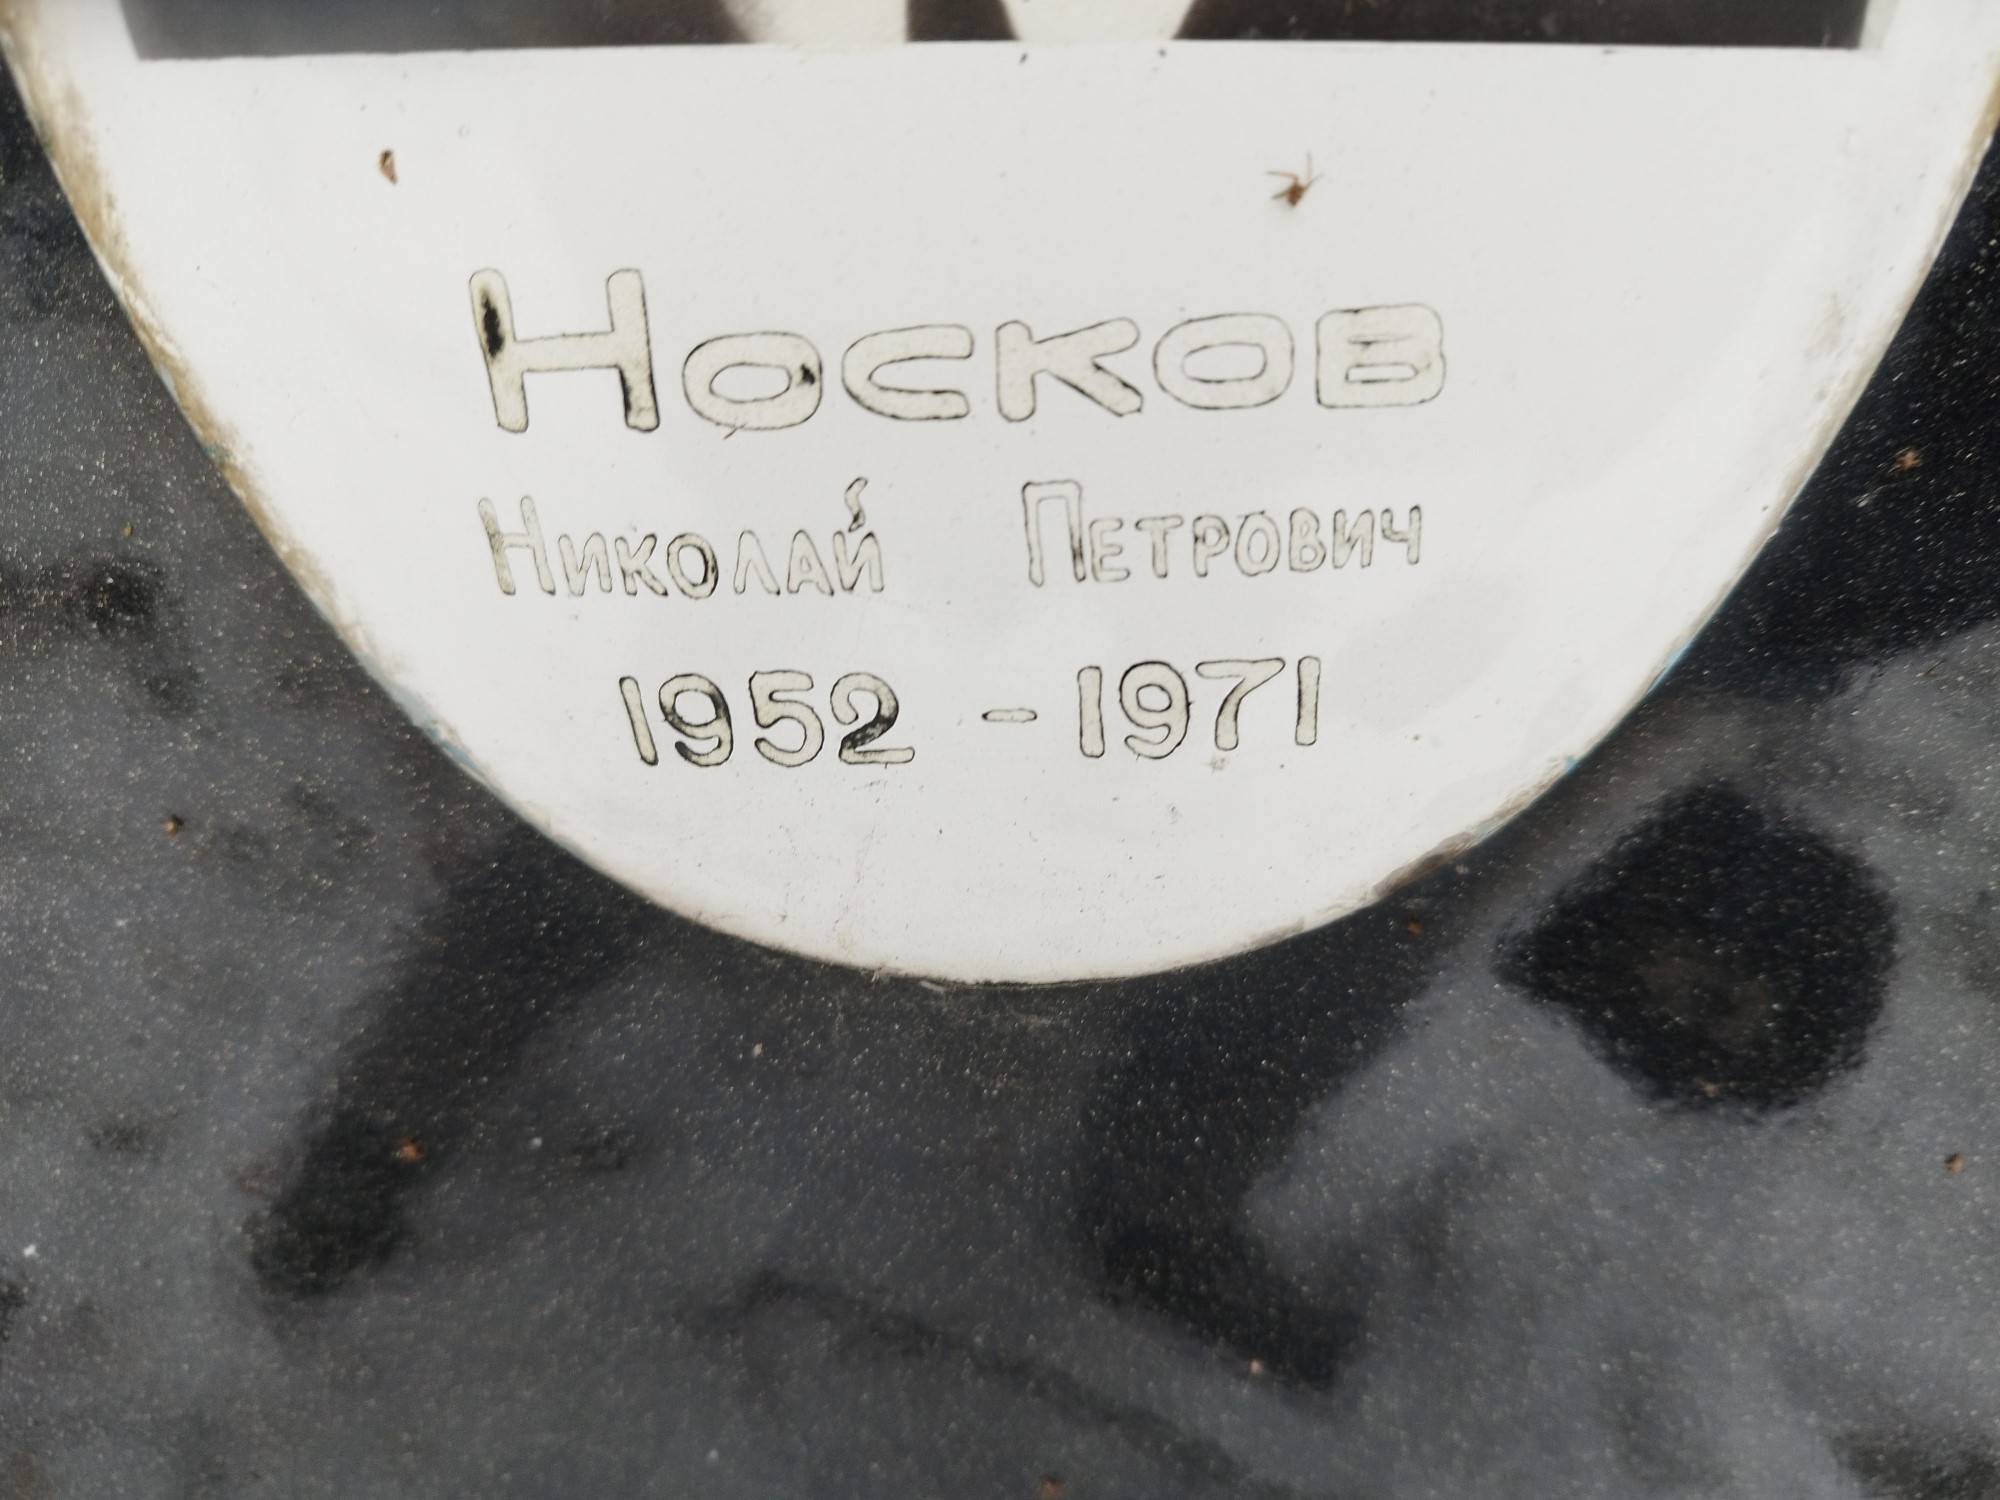 Носков
Николай Петрович
1952 - 1971